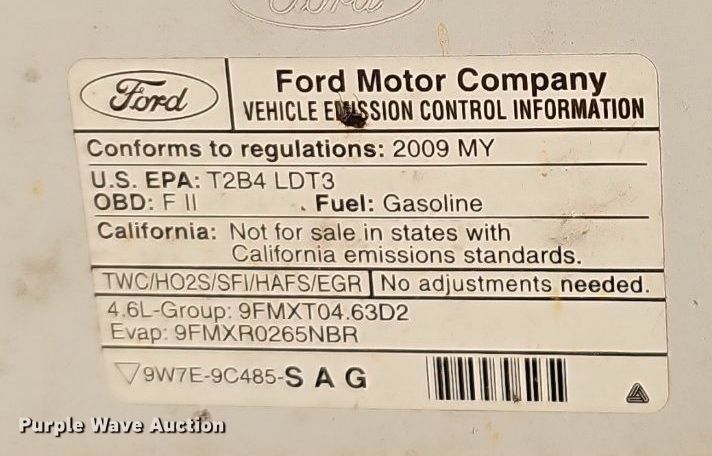 Ford
Ford
Ford Motor Company
VEHICLE EMISSION CONTROL INFORMATION
Conforms to regulations: 2009 MY
U.S. EPA: T2B4 LDT3
OBD: F II . Fuel: Gasoline
California: Not for sale in states with
California emissions standards.
TWC/HO2S/SFI/HAFS/EGR No adjustments needed.
4.6L-Group: 9FMXT04.63D2
Evap: 9FMXR0265NBR
▽9W7E-9C485-S A G
Purple Wave Auction